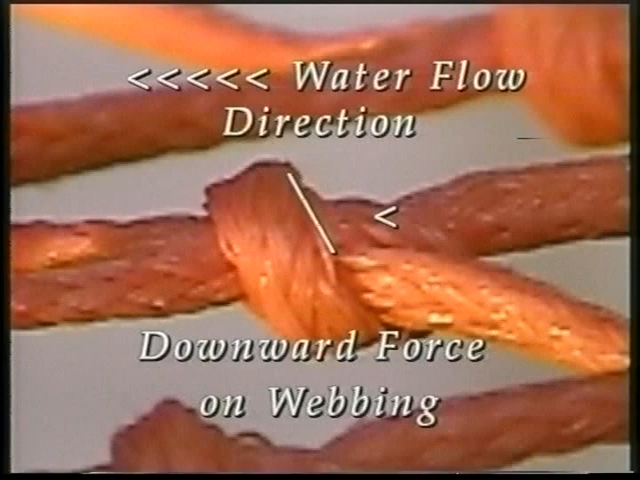 <<<<< Water Flow
Direction
<
Downward Force
on Webbing